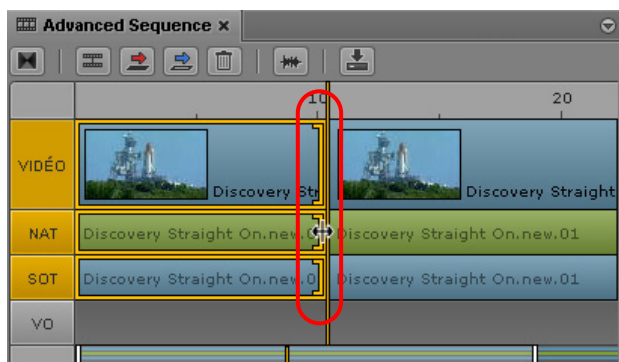 Advanced Sequence ×
10 20
VIDÉO Discovery Str Discovery Straight
NAT Discovery Straight On.new.0 Discovery Straight On.new.01
SOT Discovery Straight On.new.0 Discovery Straight On.new.01
VO